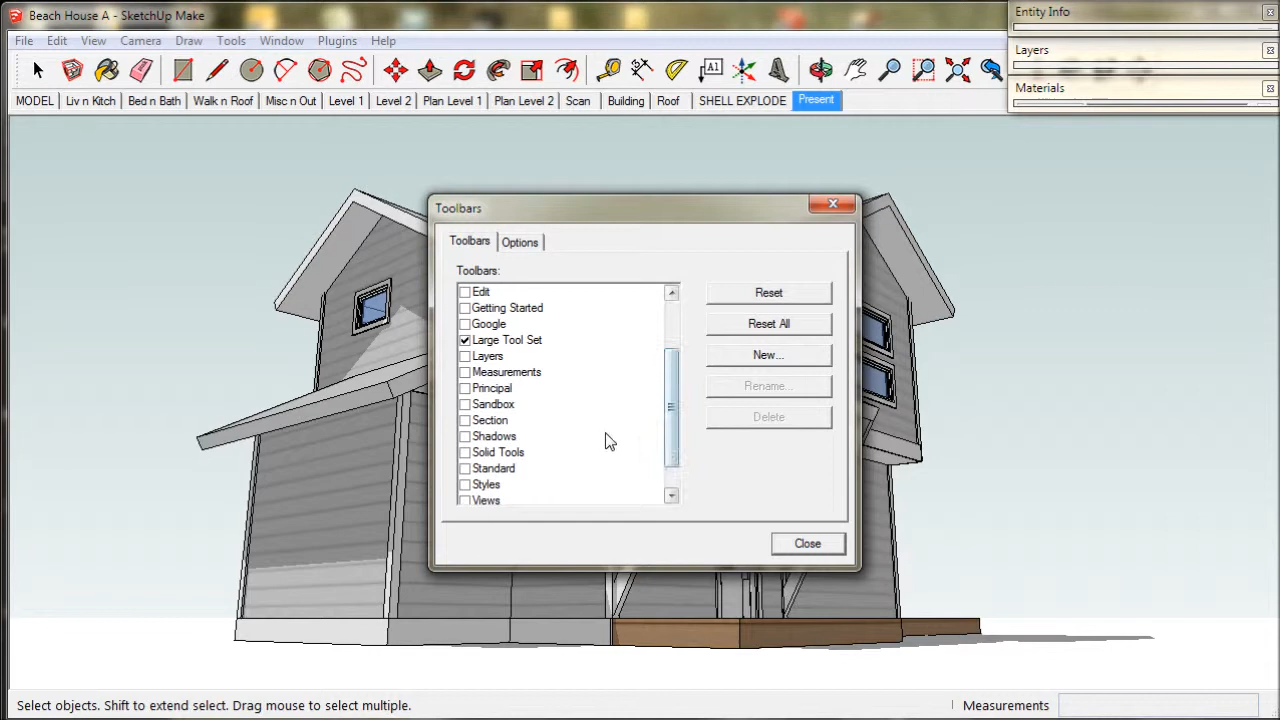 Beach House A - SketchUp Make
File Edit View Camera Draw Tools Window Plugins Help
A1
MODEL Liv n Kitch Bed n Bath Walk n Roof Misc n Out Level 1 Level 2 Plan Level 1 Plan Level 2 Scan Building Roof SHELL EXPLODE Present
Entity Info
Layers
Materials
Toolbars
Toolbars Options
Toolbars:
Edit
Getting Started
Google
Large Tool Set
Layers
Measurements
Principal
Sandbox
Section
Shadows
Solid Tools
Standard
Styles
Views
Reset
Reset All
New...
Rename...
Delete
Close
Select objects. Shift to extend select. Drag mouse to select multiple.
Measurements